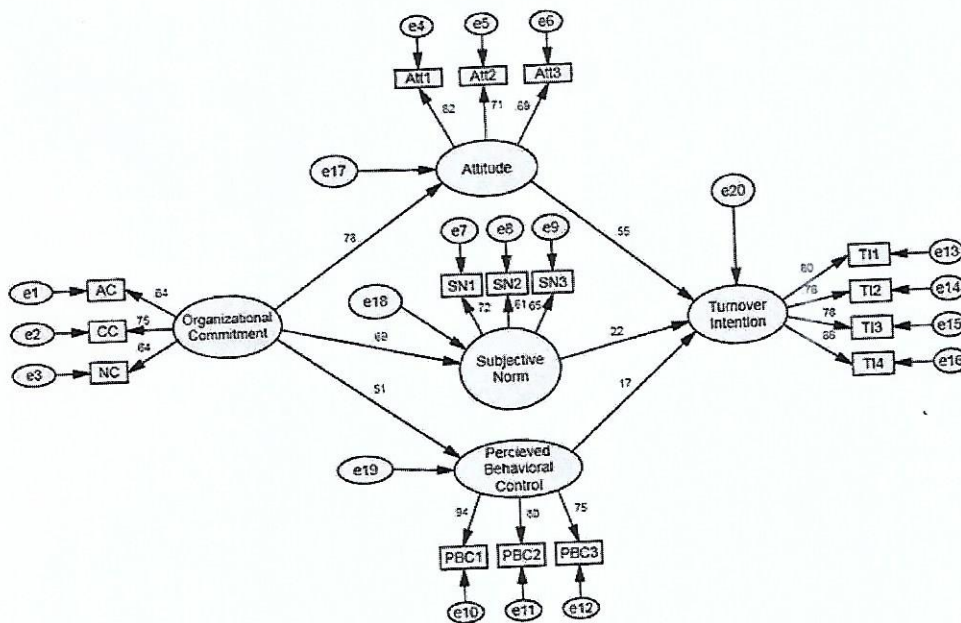 e4
e5
e6
Att1
Att2
Att3
82
71
.69
e17
Attitude
e20
78
e7
e8
e9
55
SN1
SN2
SN3
72
.61
.65
e1
AC
64
e18
80
TI1
e13
e2
CC
75
Organizational
Commitment
Turnover
Intention
76
TI2
e14
69
22
78
TI3
e15
e3
NC
64
Subjective
Norm
86
TI4
e16
51
17
e19
Percieved
Behavioral
Control
94
80
75
PBC1
PBC2
PBC3
e10
e11
e12